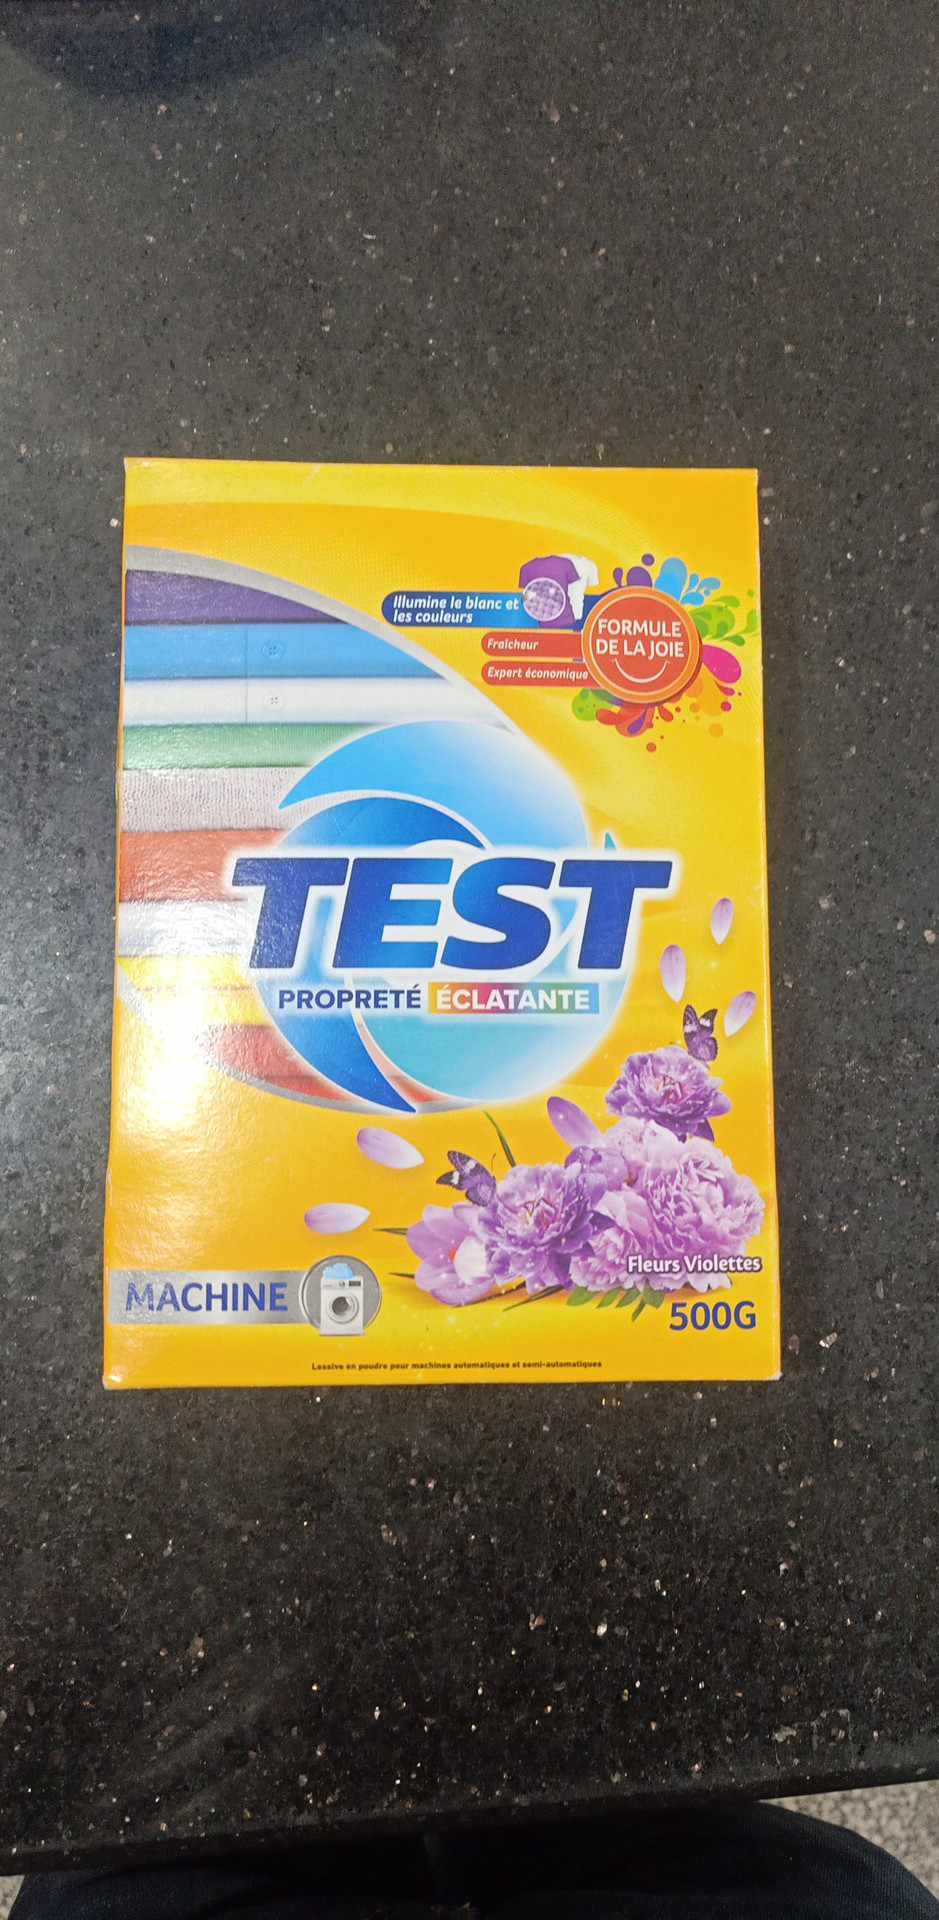 Illumine le blanc et
les couleurs
Fraîcheur
Expert économique
FORMULE
DE LA JOIE
TEST
PROPRETÉ ÉCLATANTE
Fleurs Violettes
MACHINE
500G
Lessive en poudre pour machines automatiques et semi-automatiques